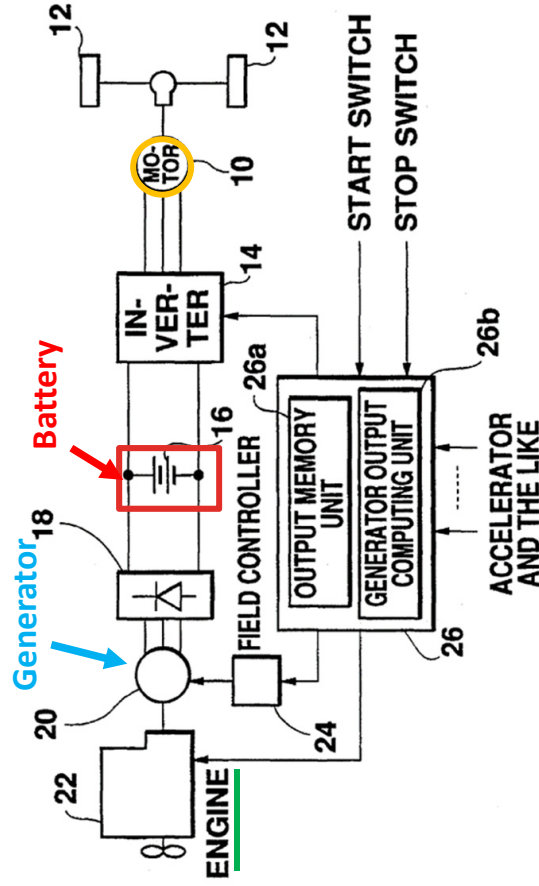 12
12
MO-
TOR
10
IN-
VER-
TER
14
Battery
16
18
Generator
20
22
ENGINE
FIELD CONTROLLER
24
26a
OUTPUT MEMORY
UNIT
GENERATOR OUTPUT
COMPUTING UNIT
26b
26
START SWITCH
STOP SWITCH
ACCELERATOR
AND THE LIKE